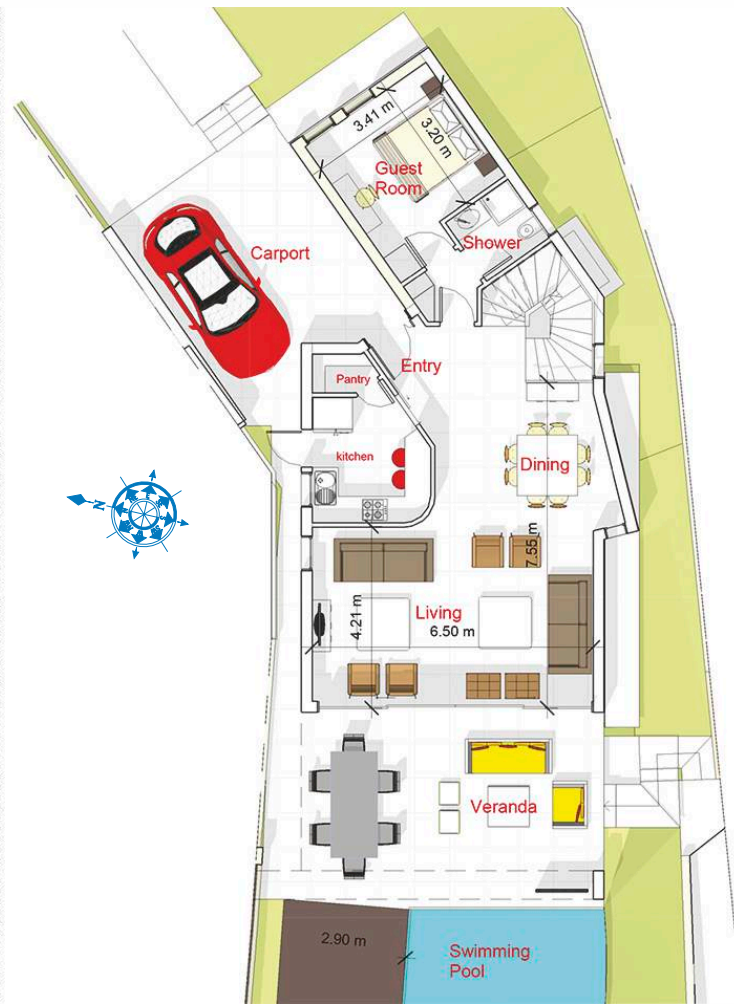 3.41 m
3.20 m
Guest
Room
Shower
Carport
Entry
Pantry
kitchen
Dining
N
7.55 m
Living
4.21 m
6.50 m
Veranda
2.90 m
Swimming
Pool